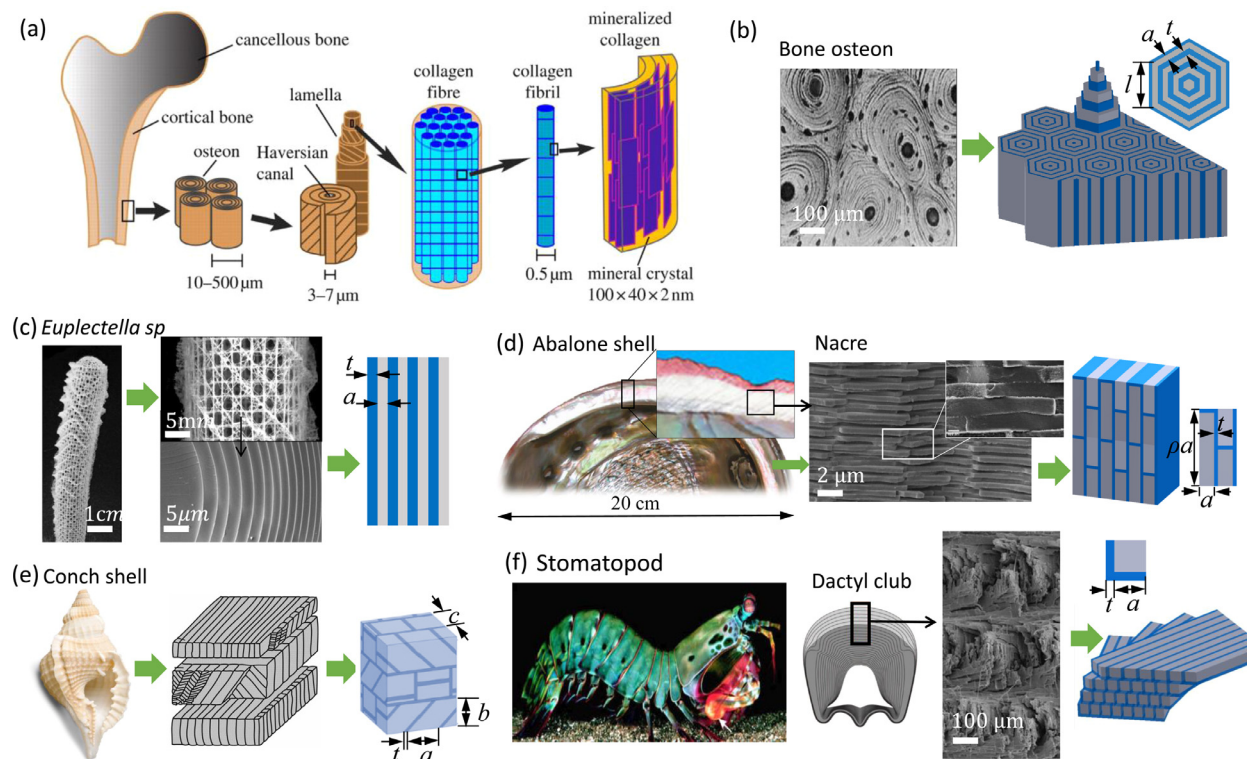 (a)
cancellous bone
cortical bone
osteon
10–500 μm
Haversian
canal
lamella
3–7 μm
collagen
fibre
collagen
fibril
0.5 μm
mineralized
collagen
mineral crystal
100 × 40 × 2 nm
(b)
Bone osteon
100 μm
a
t
l
(c) Euplectella sp
1cm
5mm
5μm
t
a
(d) Abalone shell
20 cm
Nacre
2 μm
ρa
t
a
(e) Conch shell
c
b
t
a
(f) Stomatopod
Dactyl club
100 μm
t
a